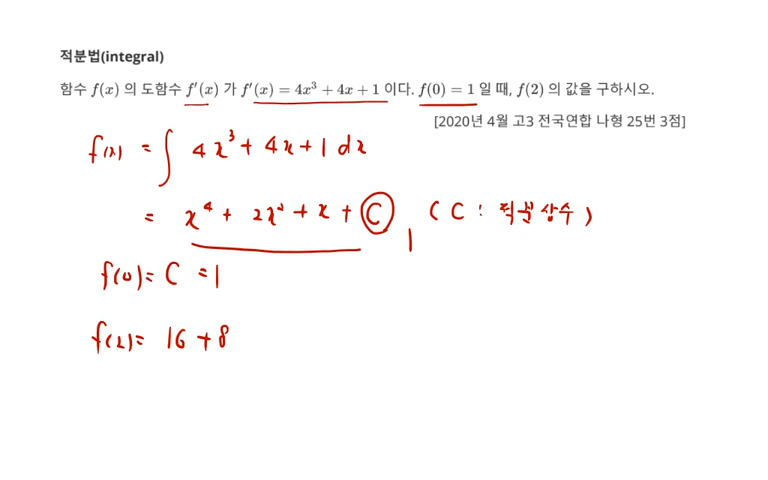 적분법(integral)
함수 f(x) 의 도함수 f′(x) 가 f′(x) = 4x³ + 4x + 1 이다. f(0) = 1 일 때, f(2) 의 값을 구하시오.
[2020년 4월 고3 전국연합 나형 25번 3점]
f(x) = ∫ 4x³ + 4x + 1 dx
= x⁴ + 2x² + x + C (C : 적분상수)
1
f(0) = C = 1
f(2) = 16 + 8